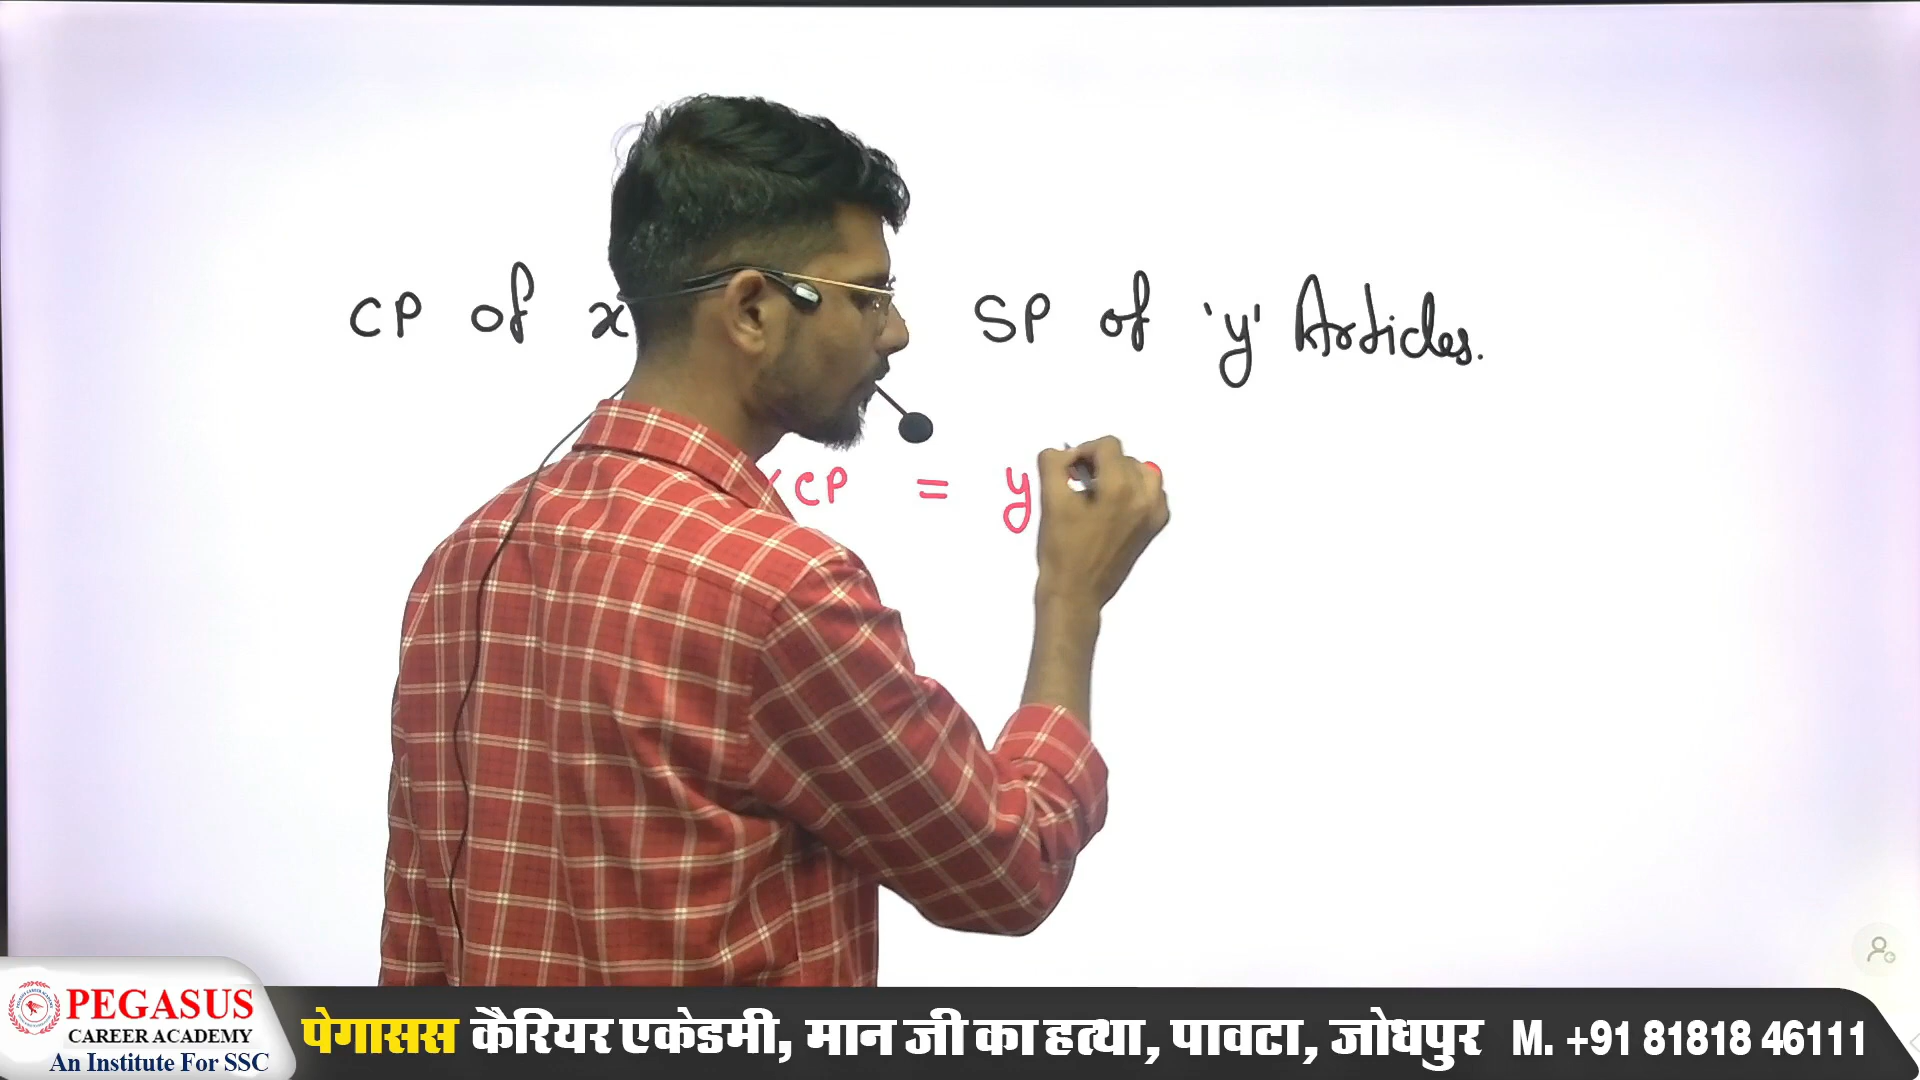 CP of x SP of 'y' Articles.
CP = y
PEGASUS
CAREER ACADEMY
An Institute For SSC
पेगासस कैरियर एकेडमी, मान जी का हत्था, पावटा, जोधपुर M. +91 81818 46111